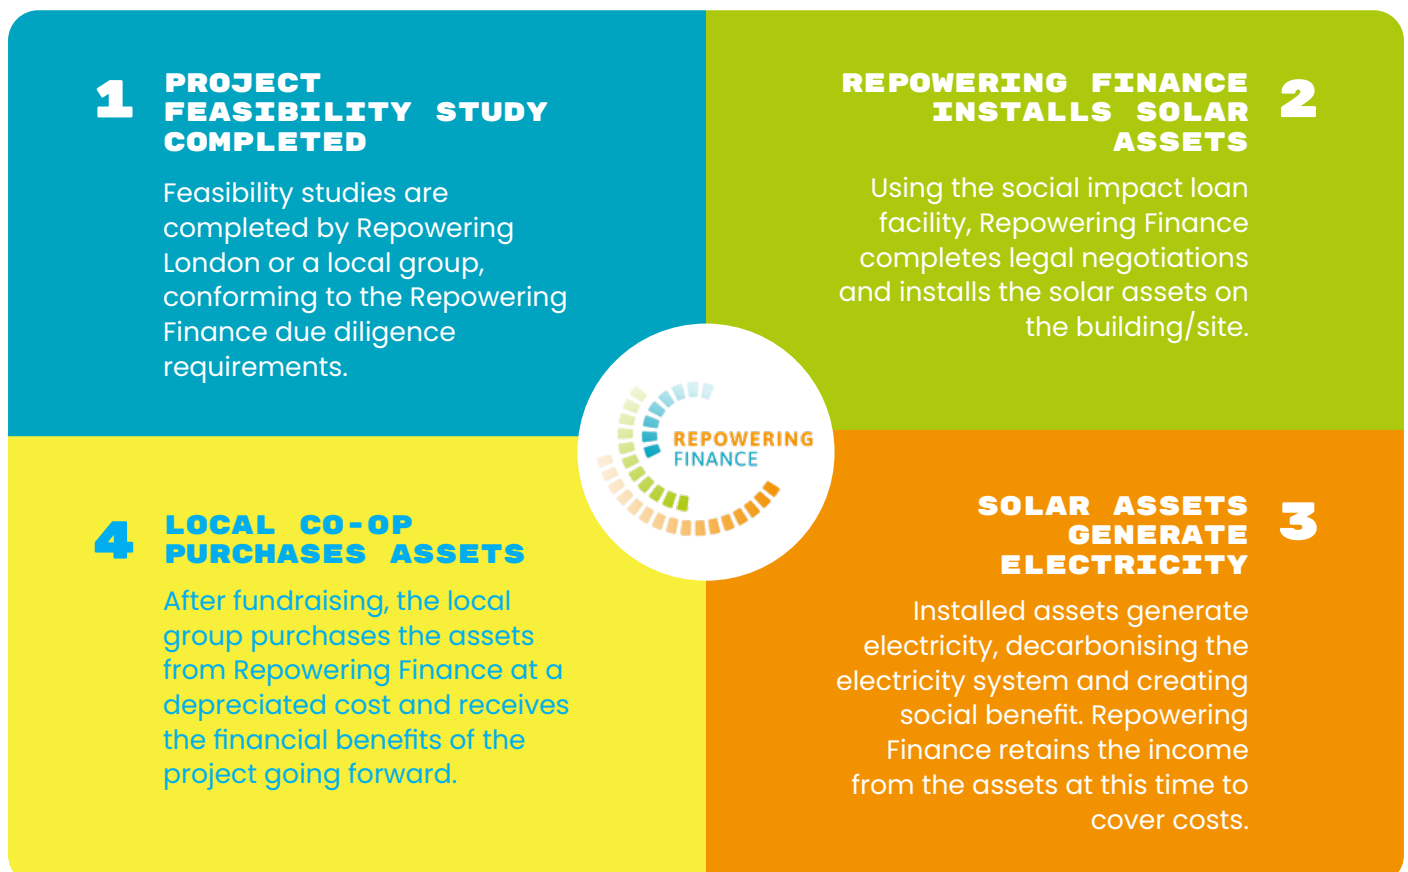 1
PROJECT
FEASIBILITY STUDY
COMPLETED
Feasibility studies are
completed by Repowering
London or a local group,
conforming to the Repowering
Finance due diligence
requirements.
2
REPOWERING FINANCE
INSTALLS SOLAR
ASSETS
Using the social impact loan
facility, Repowering Finance
completes legal negotiations
and installs the solar assets on
the building/site.
REPOWERING
FINANCE
3
SOLAR ASSETS
GENERATE
ELECTRICITY
Installed assets generate
electricity, decarbonising the
electricity system and creating
social benefit. Repowering
Finance retains the income
from the assets at this time to
cover costs.
4
LOCAL CO-OP
PURCHASES ASSETS
After fundraising, the local
group purchases the assets
from Repowering Finance at a
depreciated cost and receives
the financial benefits of the
project going forward.